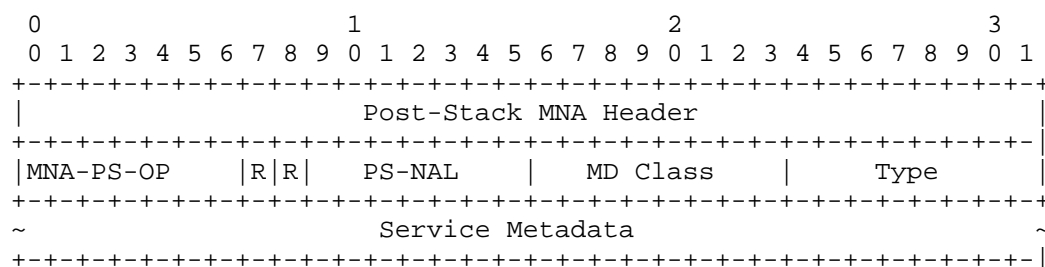 0                   1                   2                   3
 0 1 2 3 4 5 6 7 8 9 0 1 2 3 4 5 6 7 8 9 0 1 2 3 4 5 6 7 8 9 0 1
+-+-+-+-+-+-+-+-+-+-+-+-+-+-+-+-+-+-+-+-+-+-+-+-+-+-+-+-+-+-+-+-+
|                     Post-Stack MNA Header                     |
+-+-+-+-+-+-+-+-+-+-+-+-+-+-+-+-+-+-+-+-+-+-+-+-+-+-+-+-+-+-+-+-|
|MNA-PS-OP    |R|R|   PS-NAL    |   MD Class    |     Type      |
+-+-+-+-+-+-+-+-+-+-+-+-+-+-+-+-+-+-+-+-+-+-+-+-+-+-+-+-+-+-+-+-+
~                      Service Metadata                         ~
+-+-+-+-+-+-+-+-+-+-+-+-+-+-+-+-+-+-+-+-+-+-+-+-+-+-+-+-+-+-+-+-|